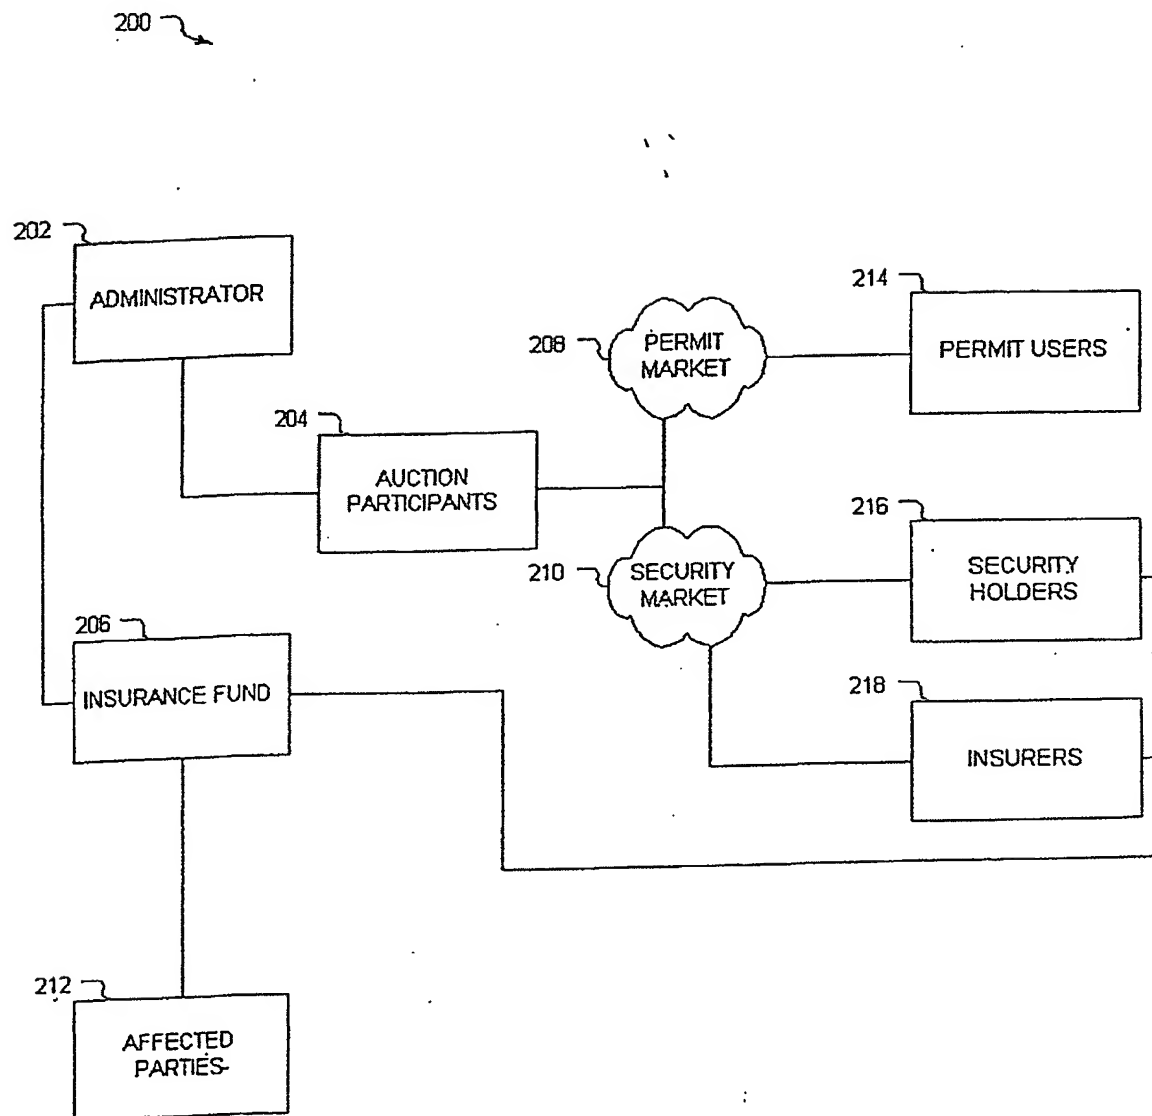 200
202
ADMINISTRATOR
204
AUCTION
PARTICIPANTS
208
PERMIT
MARKET
214
PERMIT USERS
210
SECURITY
MARKET
216
SECURITY
HOLDERS
206
INSURANCE FUND
218
INSURERS
212
AFFECTED
PARTIES